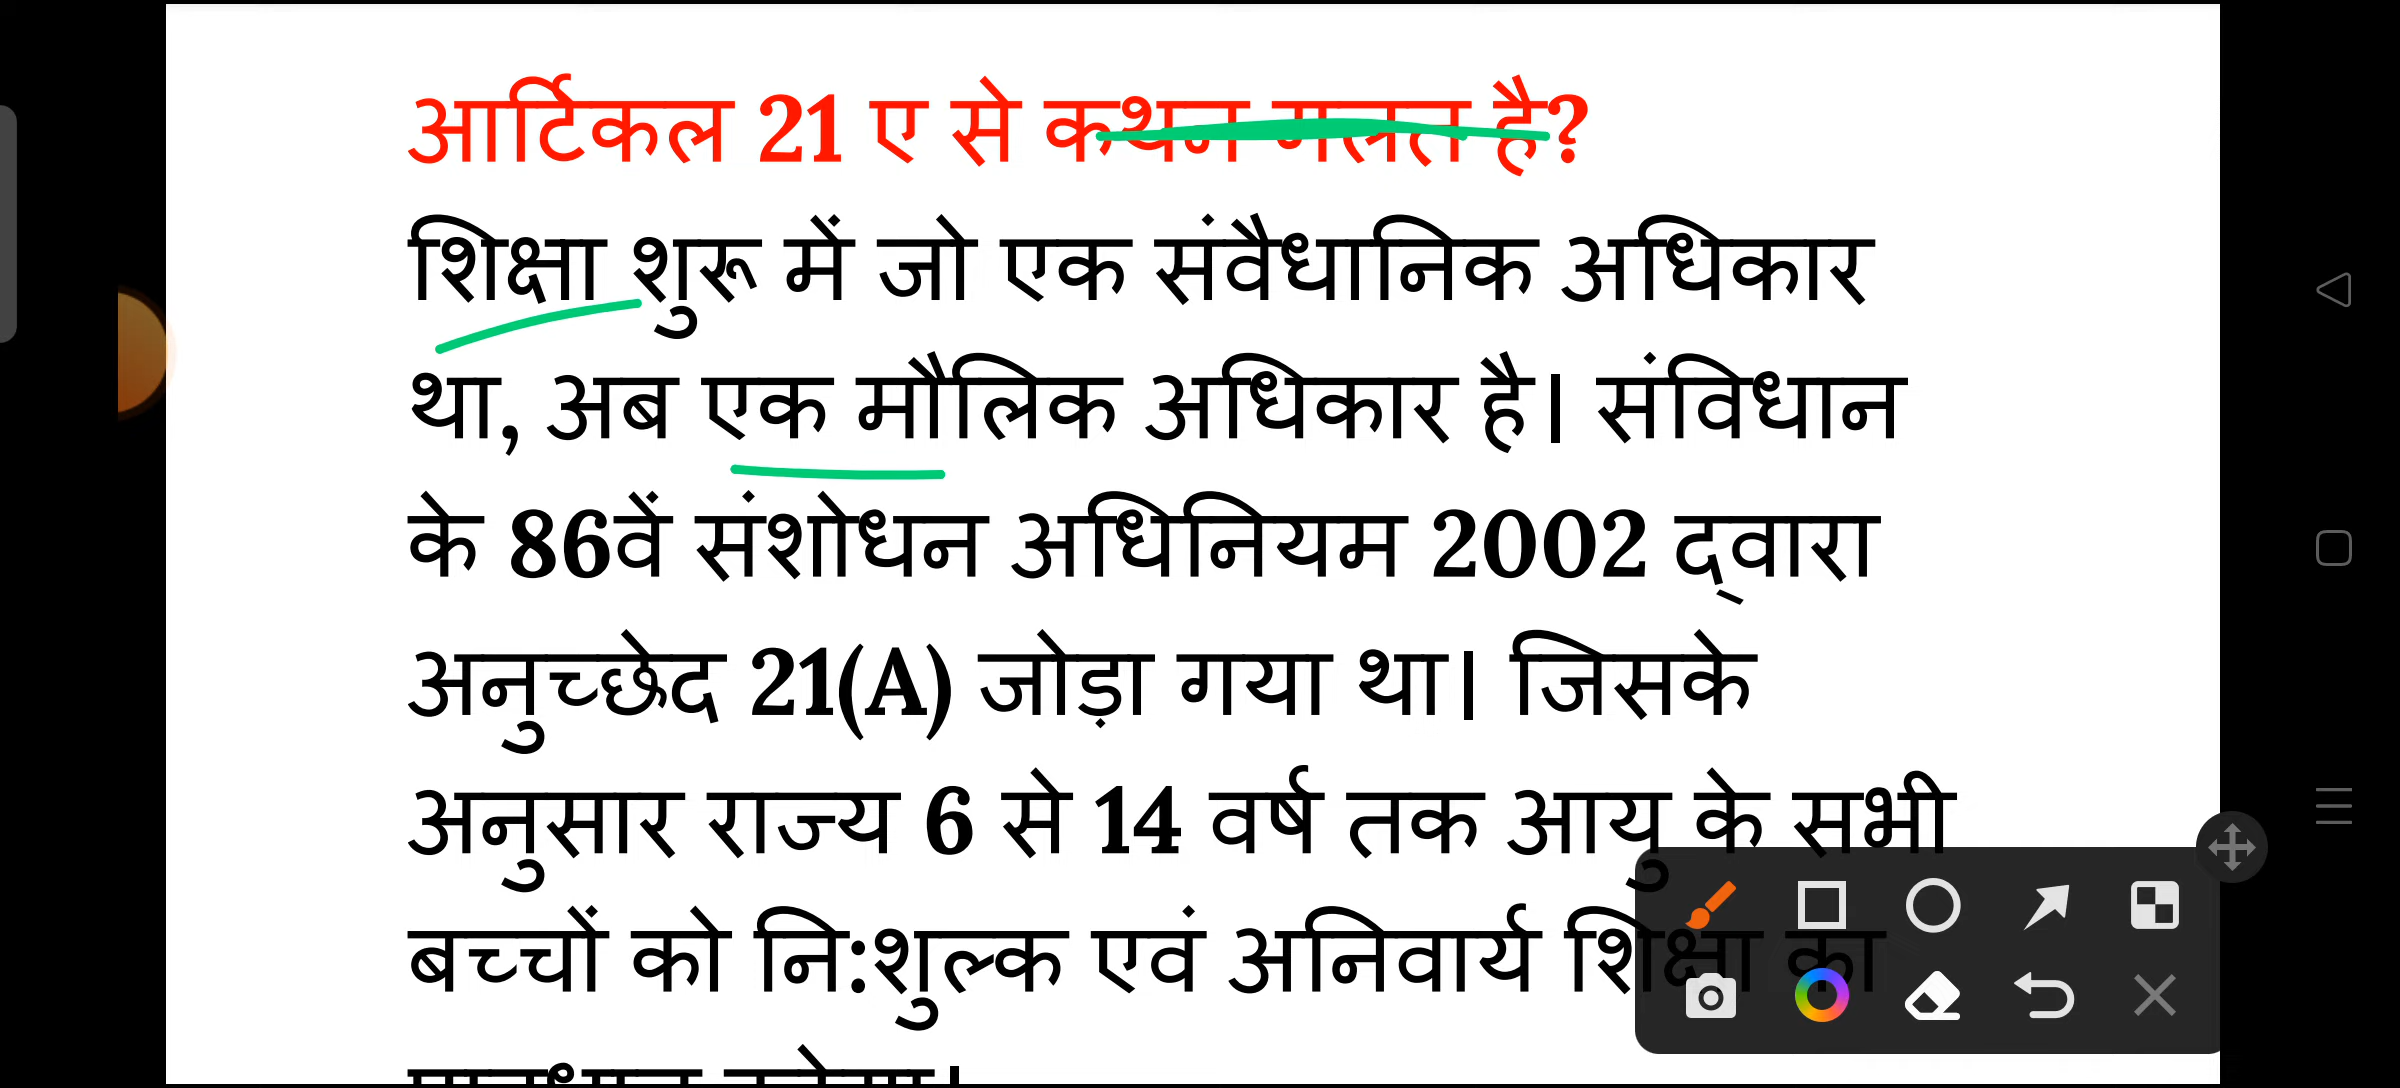 आर्टिकल 21 ए से कथन गलत है?
शिक्षा शुरू में जो एक संवैधानिक अधिकार
था, अब एक मौलिक अधिकार है। संविधान
के 86वें संशोधन अधिनियम 2002 द्वारा
अनुच्छेद 21(A) जोड़ा गया था। जिसके
अनुसार राज्य 6 से 14 वर्ष तक आयु के सभी
बच्चों को नि:शुल्क एवं अनिवार्य शिक्षा का